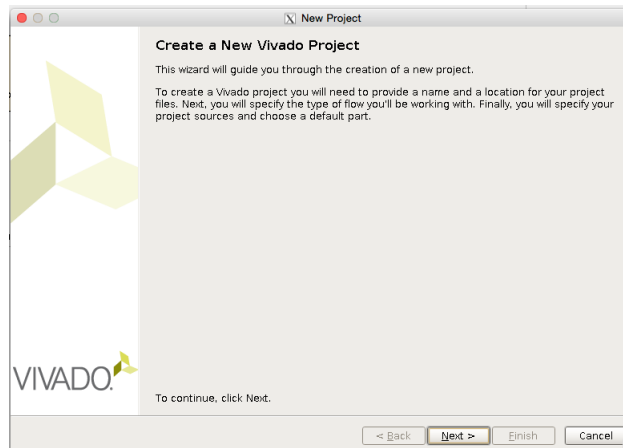 New Project
Create a New Vivado Project
This wizard will guide you through the creation of a new project.
To create a Vivado project you will need to provide a name and a location for your project
files. Next, you will specify the type of flow you'll be working with. Finally, you will specify your
project sources and choose a default part.
VIVADO.
To continue, click Next.
< Back Next > Finish Cancel